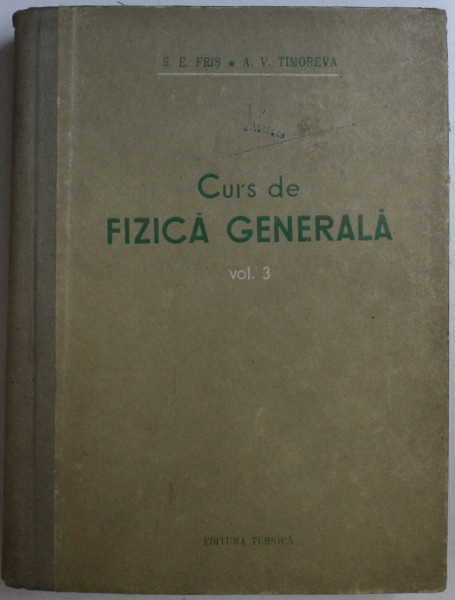 S. E. FRIȘ ★ A. V. TIMOREVA
Curs de
FIZICĂ GENERALĂ
vol. 3
EDITURA TEHNICĂ